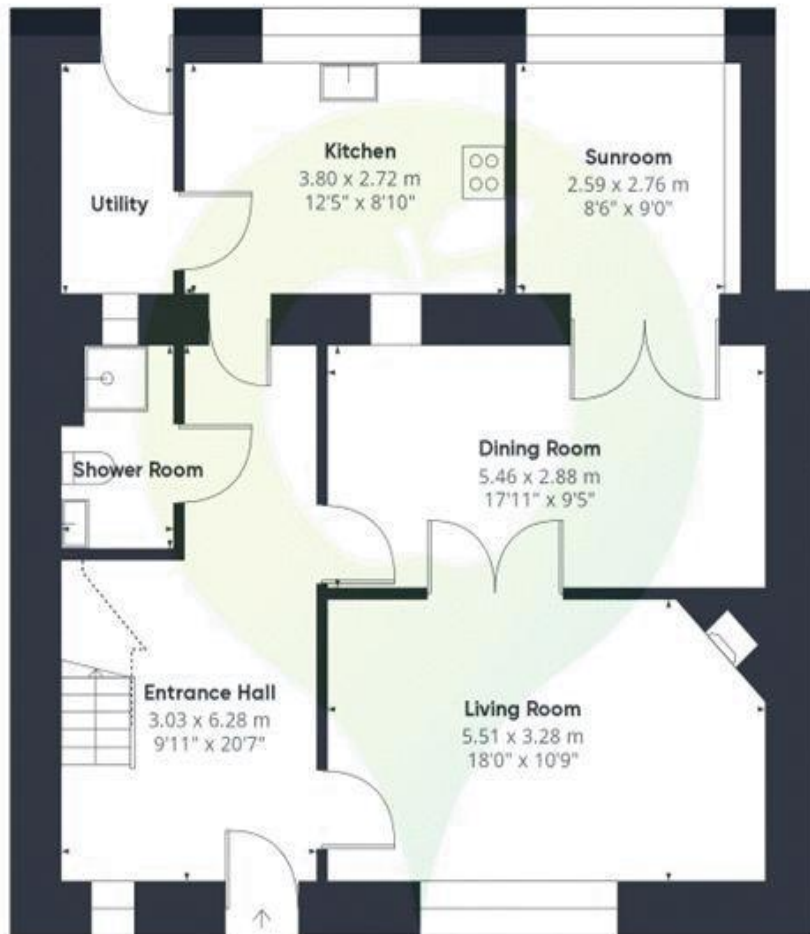 Kitchen
3.80 x 2.72 m
12'5" x 8'10"
Sunroom
2.59 x 2.76 m
8'6" x 9'0"
Utility
Dining Room
5.46 x 2.88 m
17'11" x 9'5"
Shower Room
Entrance Hall
3.03 x 6.28 m
9'11" x 20'7"
Living Room
5.51 x 3.28 m
18'0" x 10'9"